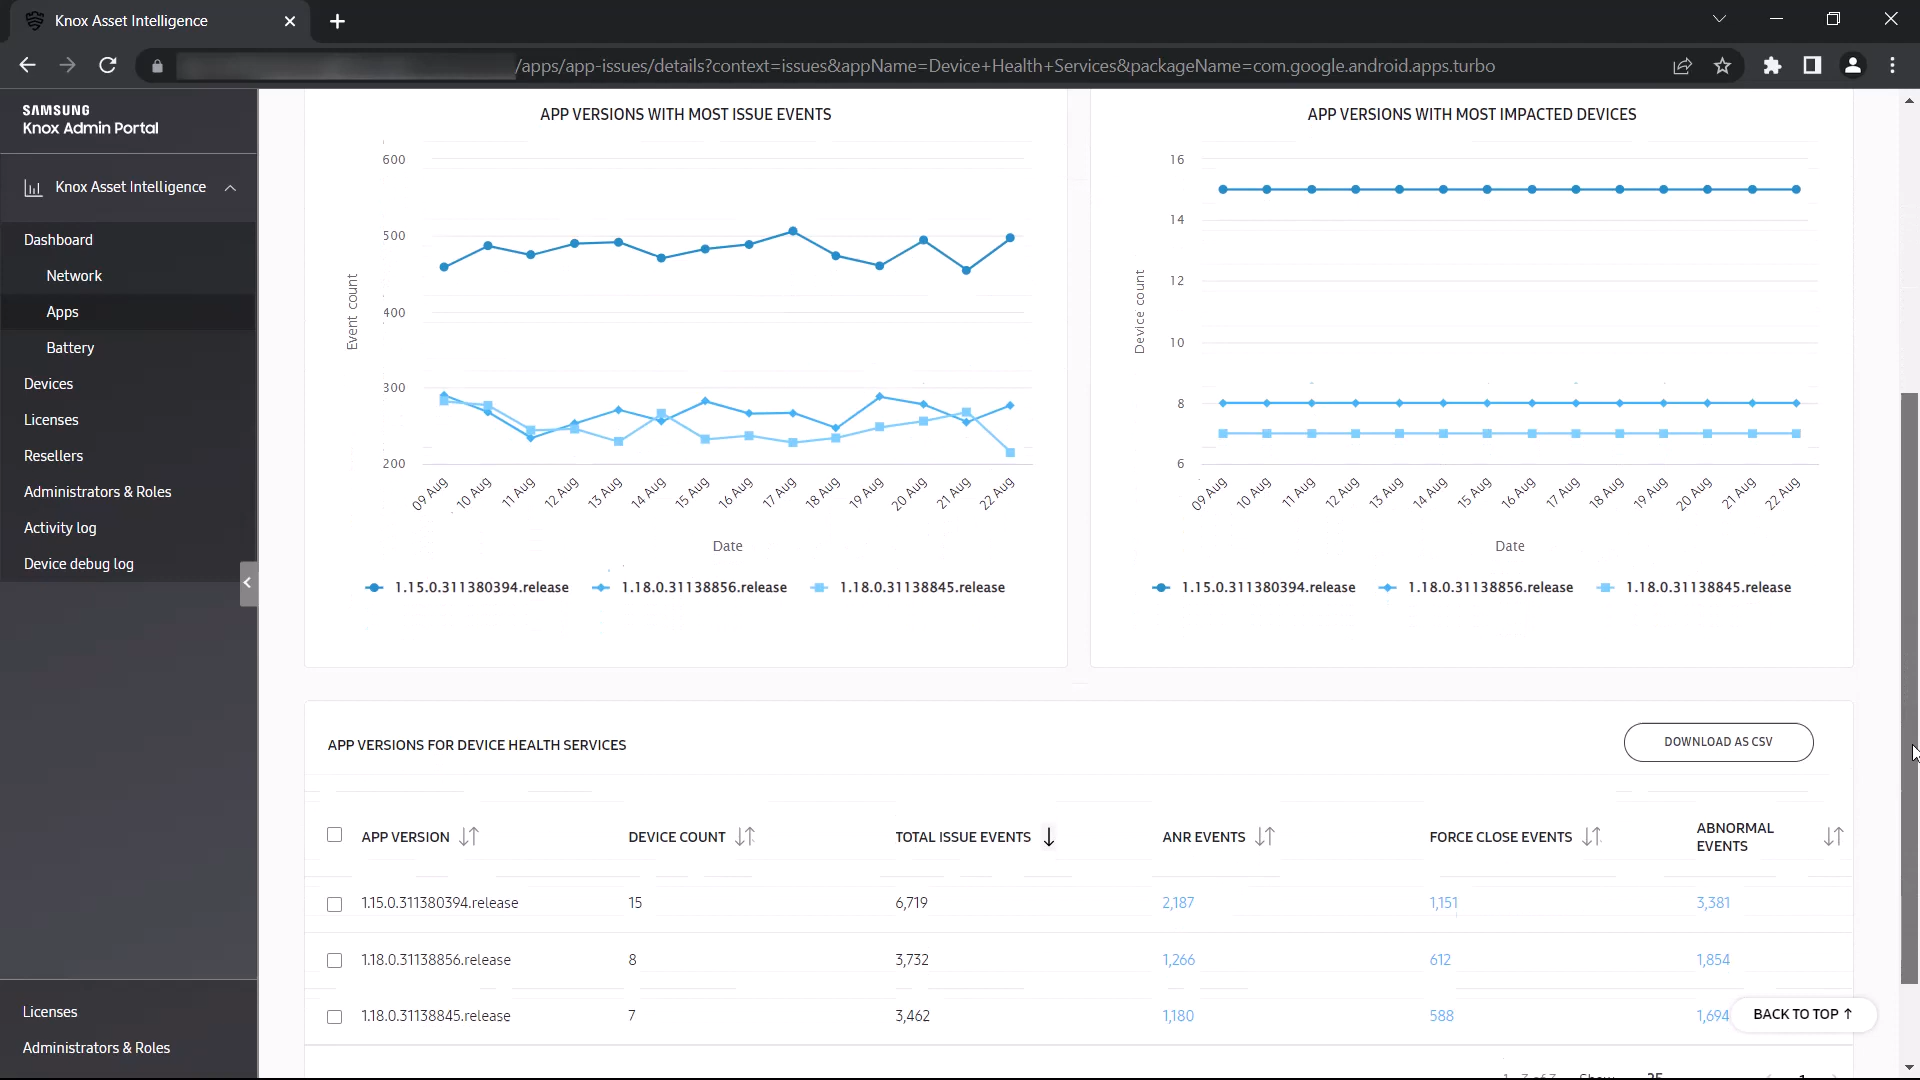 Knox Asset Intelligence
/apps/app-issues/details?context=issues&appName=Device+Health+Services&packageName=com.google.android.apps.turbo
SAMSUNG
Knox Admin Portal
Knox Asset Intelligence
Dashboard
Network
Apps
Battery
Devices
Licenses
Resellers
Administrators & Roles
Activity log
Device debug log
Licenses
Administrators & Roles
APP VERSIONS WITH MOST ISSUE EVENTS
Event count
600
500
400
300
200
09 Aug 10 Aug 11 Aug 12 Aug 13 Aug 14 Aug 15 Aug 16 Aug 17 Aug 18 Aug 19 Aug 20 Aug 21 Aug 22 Aug
Date
1.15.0.311380394.release 1.18.0.31138856.release 1.18.0.31138845.release
APP VERSIONS WITH MOST IMPACTED DEVICES
Device count
16
14
12
10
8
6
09 Aug 10 Aug 11 Aug 12 Aug 13 Aug 14 Aug 15 Aug 16 Aug 17 Aug 18 Aug 19 Aug 20 Aug 21 Aug 22 Aug
Date
1.15.0.311380394.release 1.18.0.31138856.release 1.18.0.31138845.release
APP VERSIONS FOR DEVICE HEALTH SERVICES
DOWNLOAD AS CSV
APP VERSION DEVICE COUNT TOTAL ISSUE EVENTS ANR EVENTS FORCE CLOSE EVENTS ABNORMAL EVENTS
1.15.0.311380394.release 15 6,719 2,187 1,151 3,381
1.18.0.31138856.release 8 3,732 1,266 612 1,854
1.18.0.31138845.release 7 3,462 1,180 588 1,694
BACK TO TOP ↑